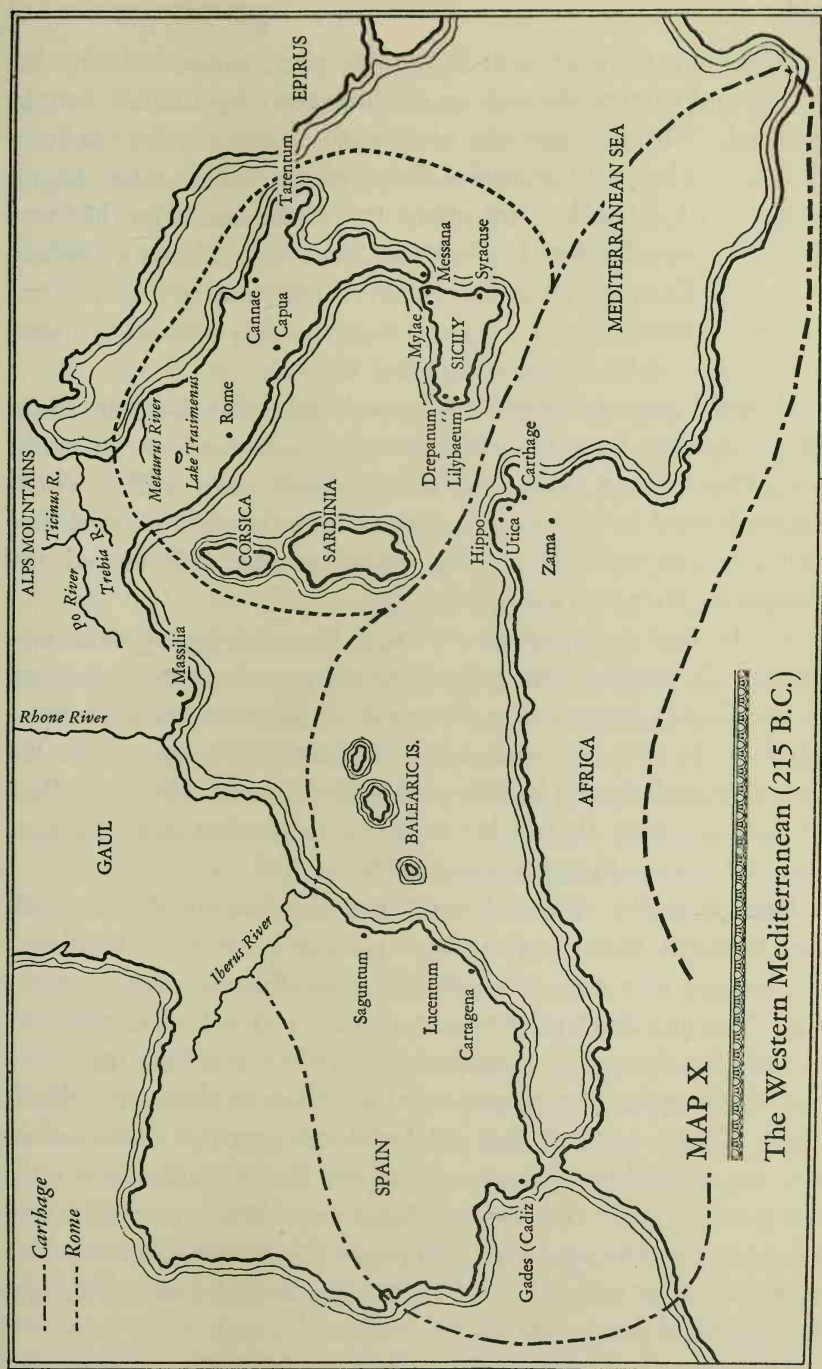 Carthage
Rome
ALPS MOUNTAINS
Ticinus R.
Po River
Trebia R.
EPIRUS
Tarentum
Metaurus River
Lake Trasimenus
Cannae
Capua
Rome
Rhone River
Massilia
GAUL
CORSICA
SARDINIA
Mylae
Messana
SICILY
Syracuse
Drepanum
Lilybaeum
MEDITERRANEAN SEA
Iberus River
BALEARIC IS.
Hippo
Utica
Carthage
Zama
Saguntum
Lucentum
Cartagena
SPAIN
Gades (Cadiz
AFRICA
MAP X
The Western Mediterranean (215 B.C.)